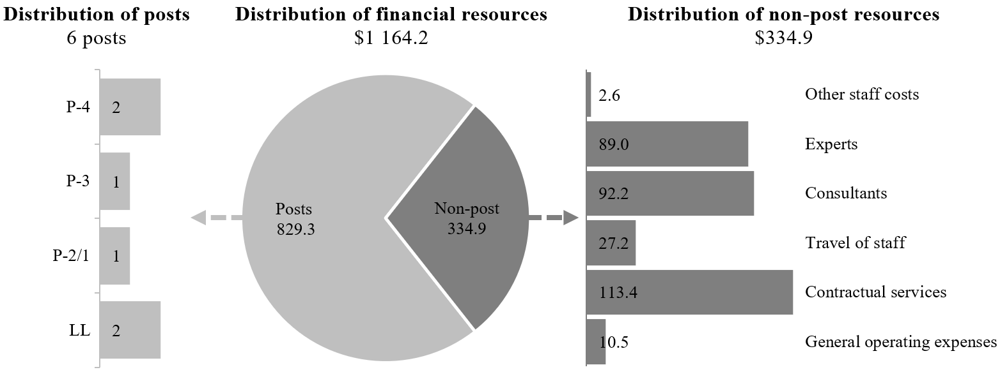 Distribution of posts
6 posts
P-4
2
P-3
1
P-2/1
1
LL
2
Distribution of financial resources
$1 164.2
Posts
829.3
Non-post
334.9
Distribution of non-post resources
$334.9
2.6 Other staff costs
89.0 Experts
92.2 Consultants
27.2 Travel of staff
113.4 Contractual services
10.5 General operating expenses